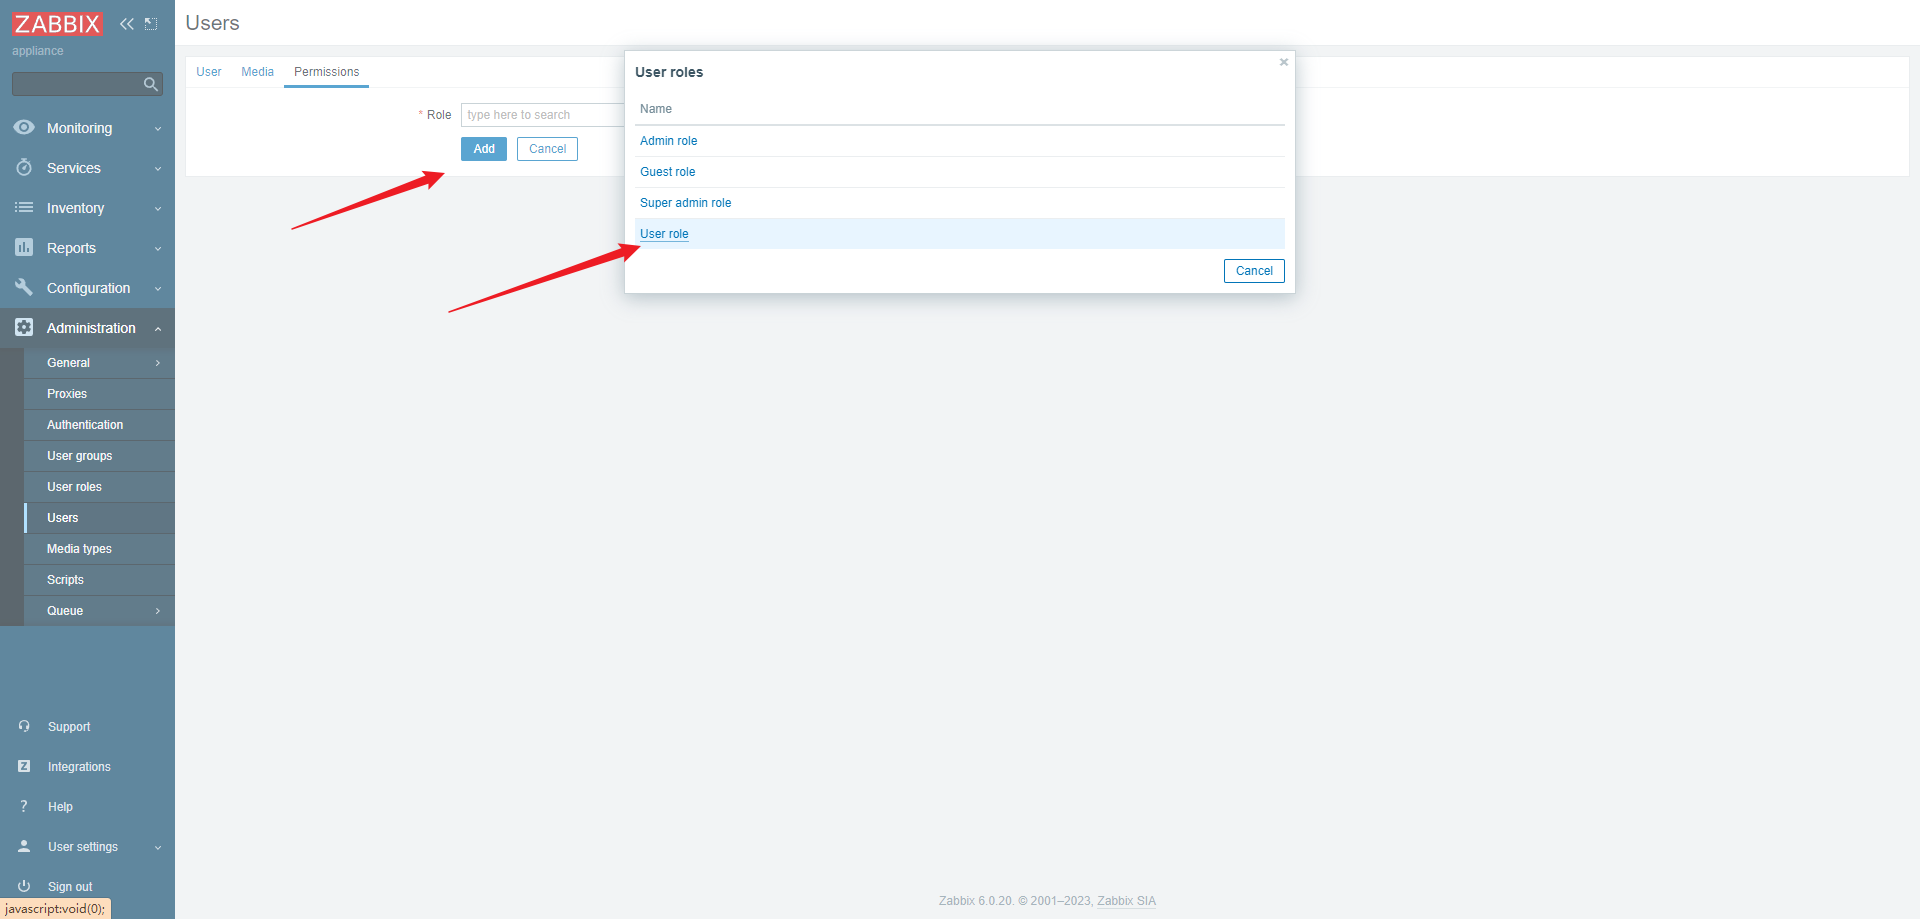 ZABBIX
appliance
Monitoring
Services
Inventory
Reports
Configuration
Administration
General
Proxies
Authentication
User groups
User roles
Users
Media types
Scripts
Queue
Support
Integrations
? Help
User settings
Sign out
javascript:void(0);
Users
User Media Permissions
* Role type here to search
Add Cancel
User roles
×
Name
Admin role
Guest role
Super admin role
User role
Cancel
Zabbix 6.0.20. © 2001–2023, Zabbix SIA